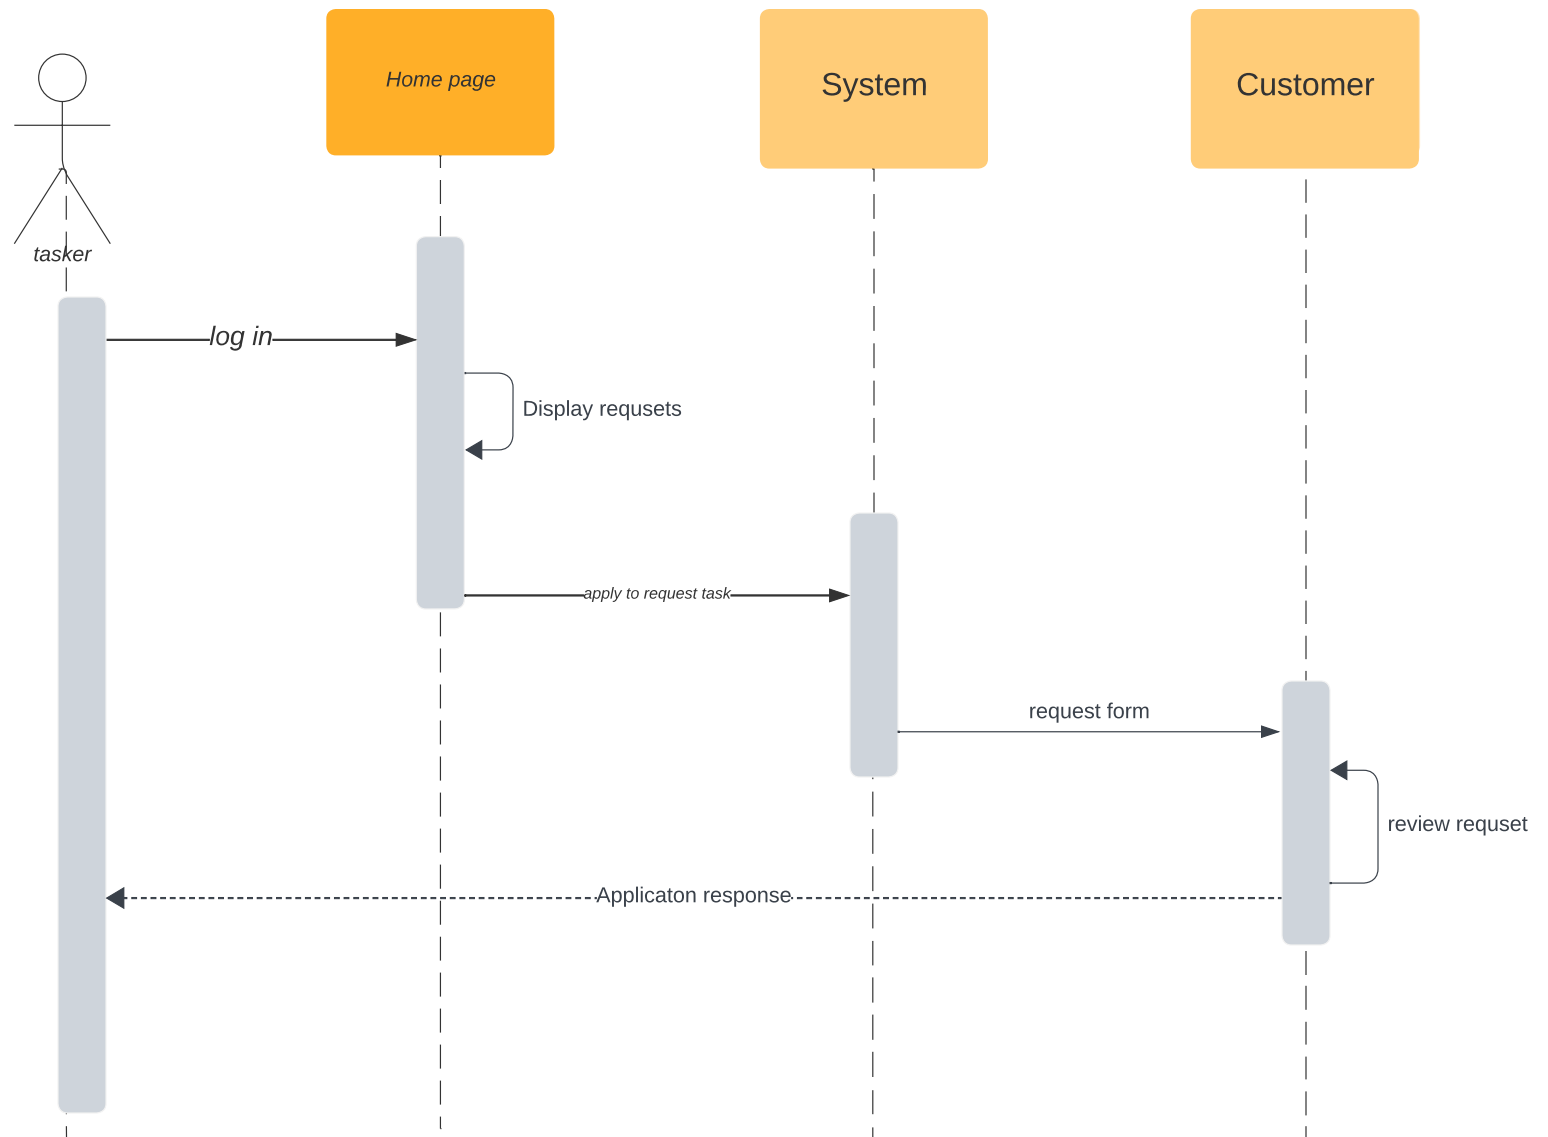 Home page
System
Customer
tasker
log in
Display requsets
apply to request task
request form
review requset
Applicaton response